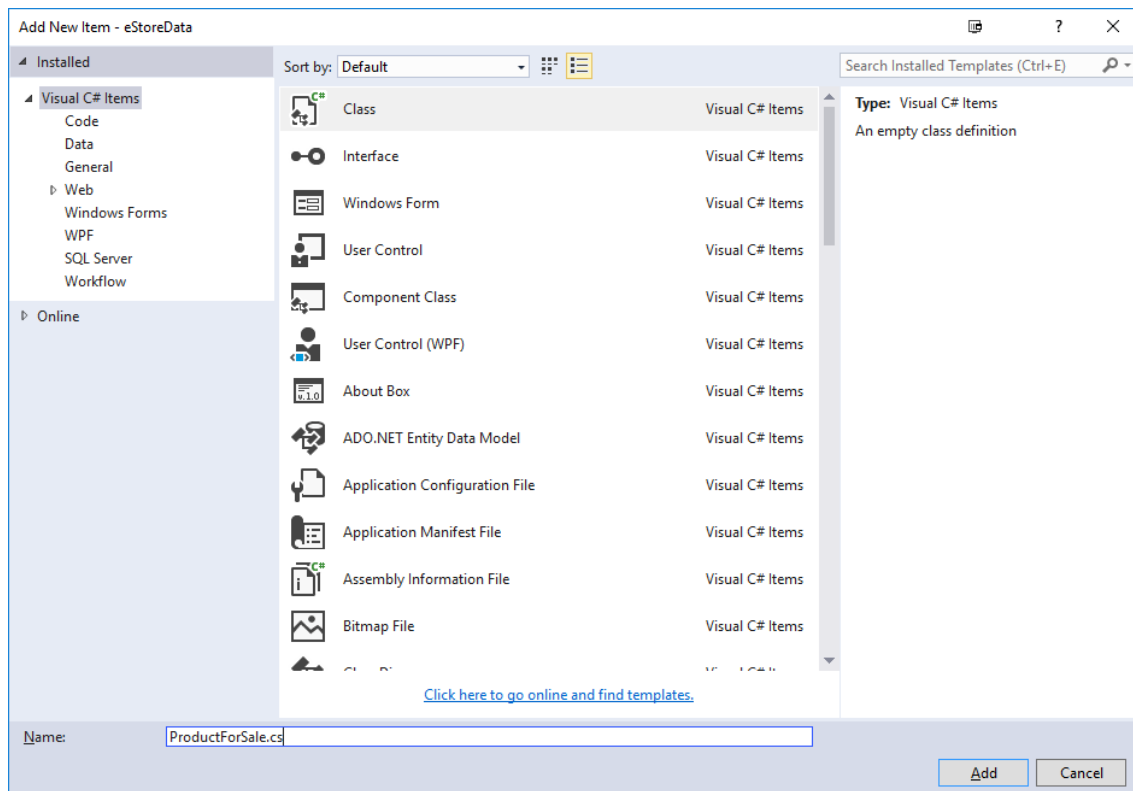 Add New Item - eStoreData
?
Installed
Visual C# Items
Code
Data
General
Web
Windows Forms
WPF
SQL Server
Workflow
Online
Sort by: Default
C# Class Visual C# Items
Interface Visual C# Items
Windows Form Visual C# Items
User Control Visual C# Items
Component Class Visual C# Items
User Control (WPF) Visual C# Items
v.1.0 About Box Visual C# Items
ADO.NET Entity Data Model Visual C# Items
Application Configuration File Visual C# Items
Application Manifest File Visual C# Items
C# Assembly Information File Visual C# Items
Bitmap File Visual C# Items
Click here to go online and find templates.
Search Installed Templates (Ctrl+E)
Type: Visual C# Items
An empty class definition
Name: ProductForSale.cs
Add Cancel